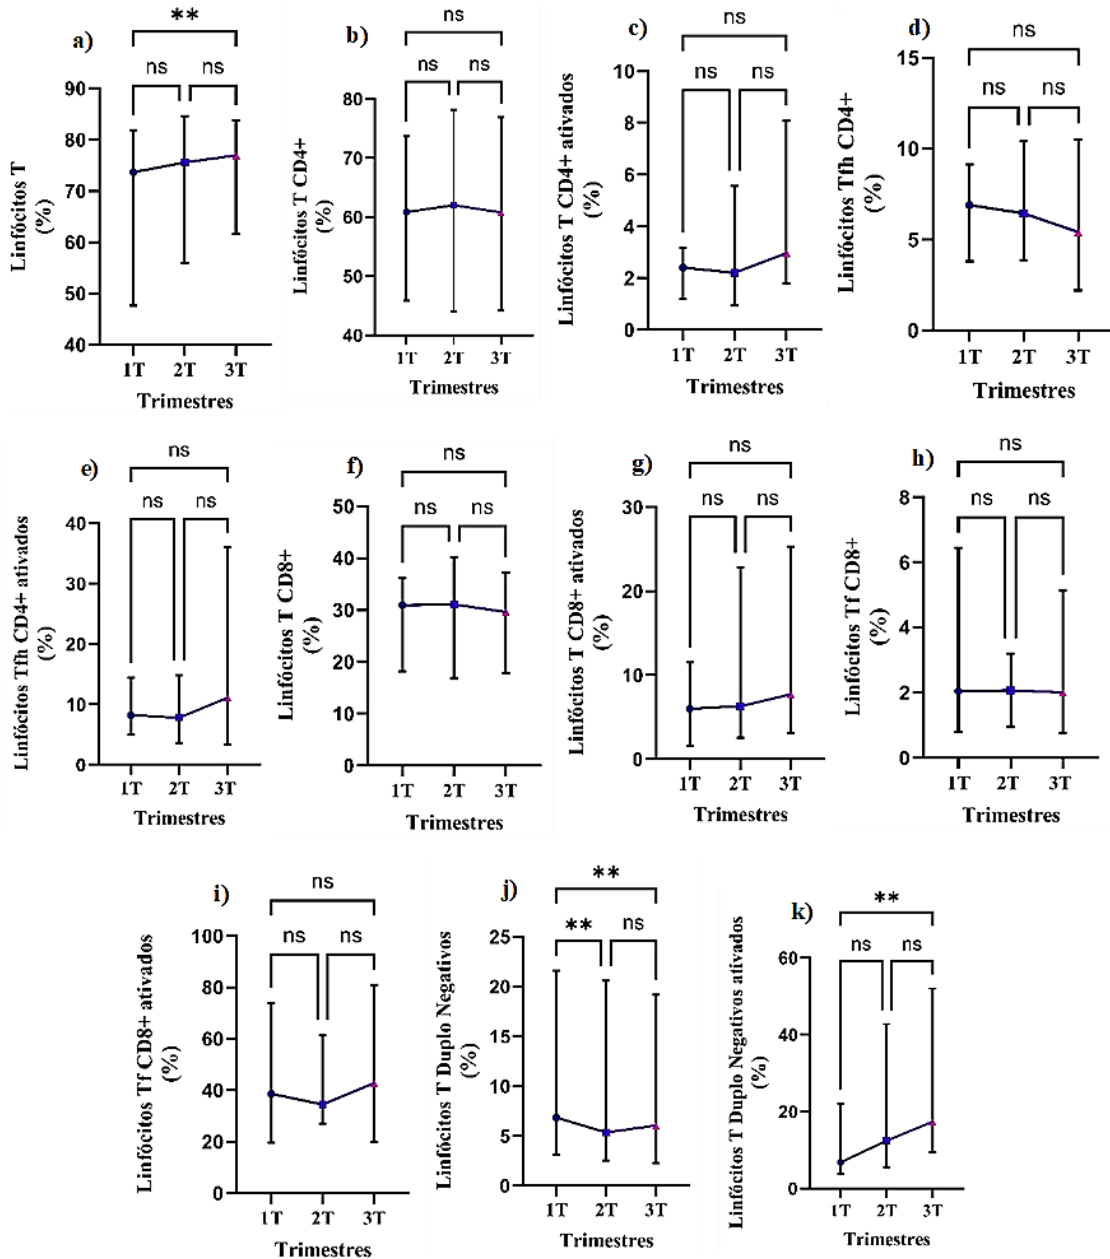 a)
**
ns ns
Linfócitos T
(%)
90
80
70
60
50
40
1T 2T 3T
Trimestres
b)
ns
ns ns
Linfócitos T CD4+
(%)
80
70
60
50
40
1T 2T 3T
Trimestres
c)
ns
ns ns
Linfócitos T CD4+ ativados
(%)
10
8
6
4
2
0
1T 2T 3T
Trimestres
d)
ns
ns ns
Linfócitos Tfh CD4+
(%)
15
10
5
0
1T 2T 3T
Trimestres
e)
ns
ns ns
Linfócitos Tfh CD4+ ativados
(%)
40
30
20
10
0
1T 2T 3T
Trimestres
f)
ns
ns ns
Linfócitos T CD8+
(%)
50
40
30
20
10
0
1T 2T 3T
Trimestres
g)
ns
ns ns
Linfócitos T CD8+ ativados
(%)
30
20
10
0
1T 2T 3T
Trimestres
h)
ns
ns ns
Linfócitos Tf CD8+
(%)
8
6
4
2
0
1T 2T 3T
Trimestres
i)
ns
ns ns
Linfócitos Tf CD8+ ativados
(%)
100
80
60
40
20
0
1T 2T 3T
Trimestres
j)
**
** ns
Linfócitos T Duplo Negativos
(%)
25
20
15
10
5
0
1T 2T 3T
Trimestres
k)
**
ns ns
Linfócitos T Duplo Negativos ativados
(%)
60
40
20
0
1T 2T 3T
Trimestres